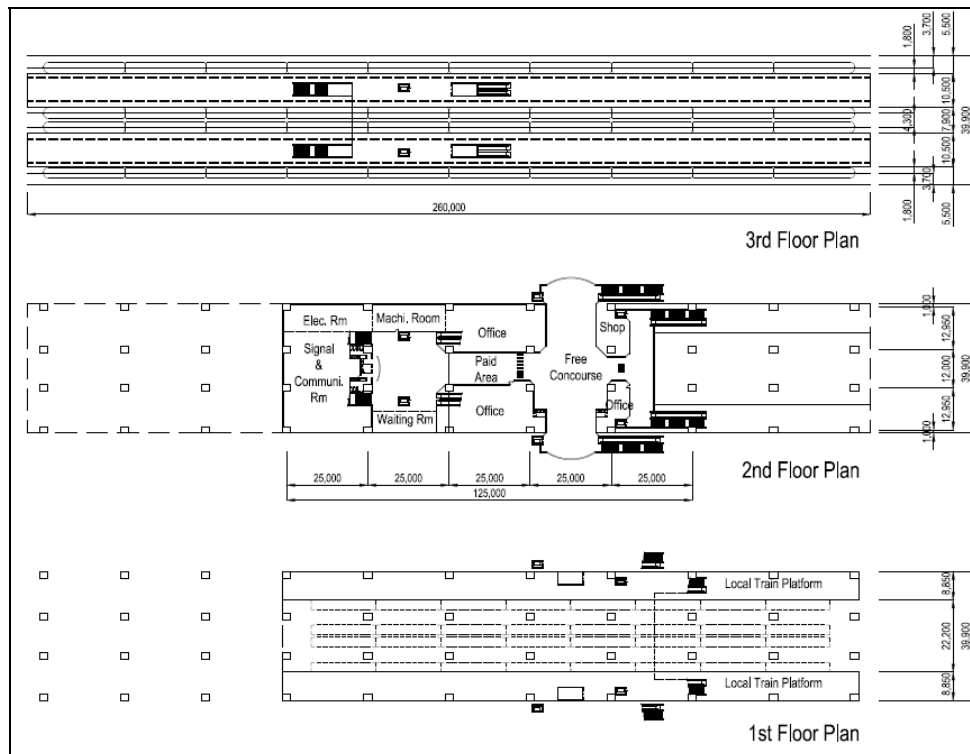 1.800
3.700
5.500
10.500
4.300
7.900
39.900
10.500
3.700
1.800
5.500
260,000
3rd Floor Plan
Elec. Rm
Machi. Room
Office
Shop
Signal
&
Communi.
Rm
Paid
Area
Free
Concourse
Waiting Rm
Office
Office
1,000
12,950
12,000
39,900
12,950
1,000
25,000
25,000
25,000
25,000
25,000
125,000
2nd Floor Plan
Local Train Platform
8,850
22,200
39,900
8,850
Local Train Platform
1st Floor Plan